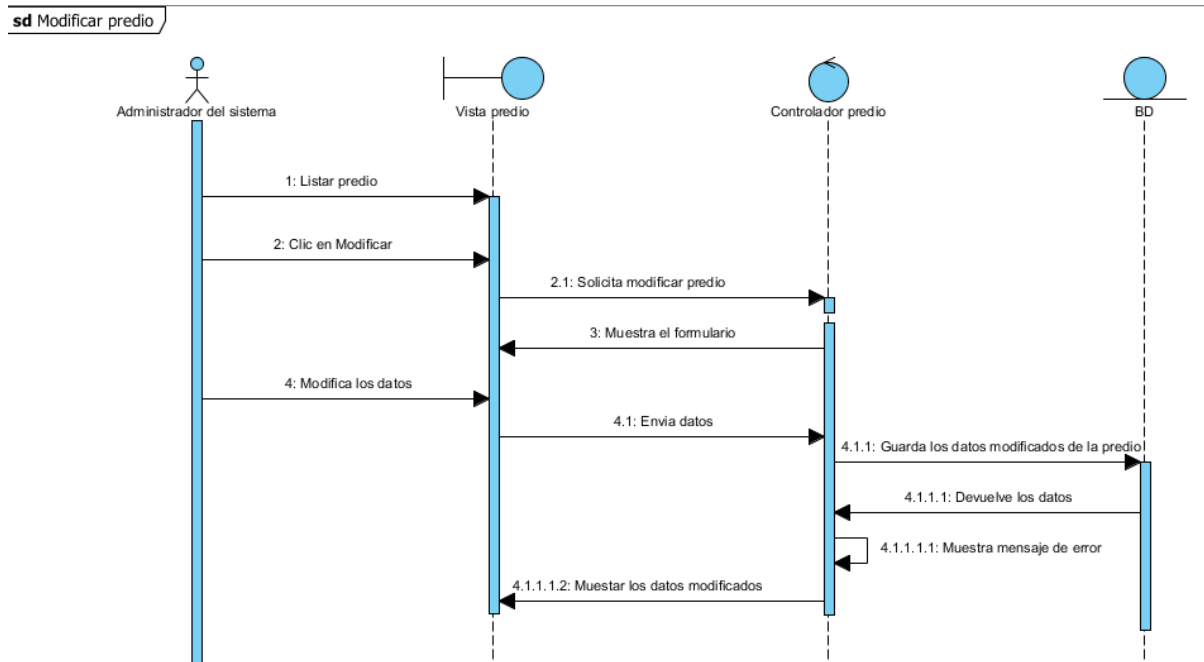 sd Modificar predio
Administrador del sistema
Vista predio
Controlador predio
BD
1: Listar predio
2: Clic en Modificar
2.1: Solicita modificar predio
3: Muestra el formulario
4: Modifica los datos
4.1: Envia datos
4.1.1: Guarda los datos modificados de la predio
4.1.1.1: Devuelve los datos
4.1.1.1.1: Muestra mensaje de error
4.1.1.1.2: Muestar los datos modificados